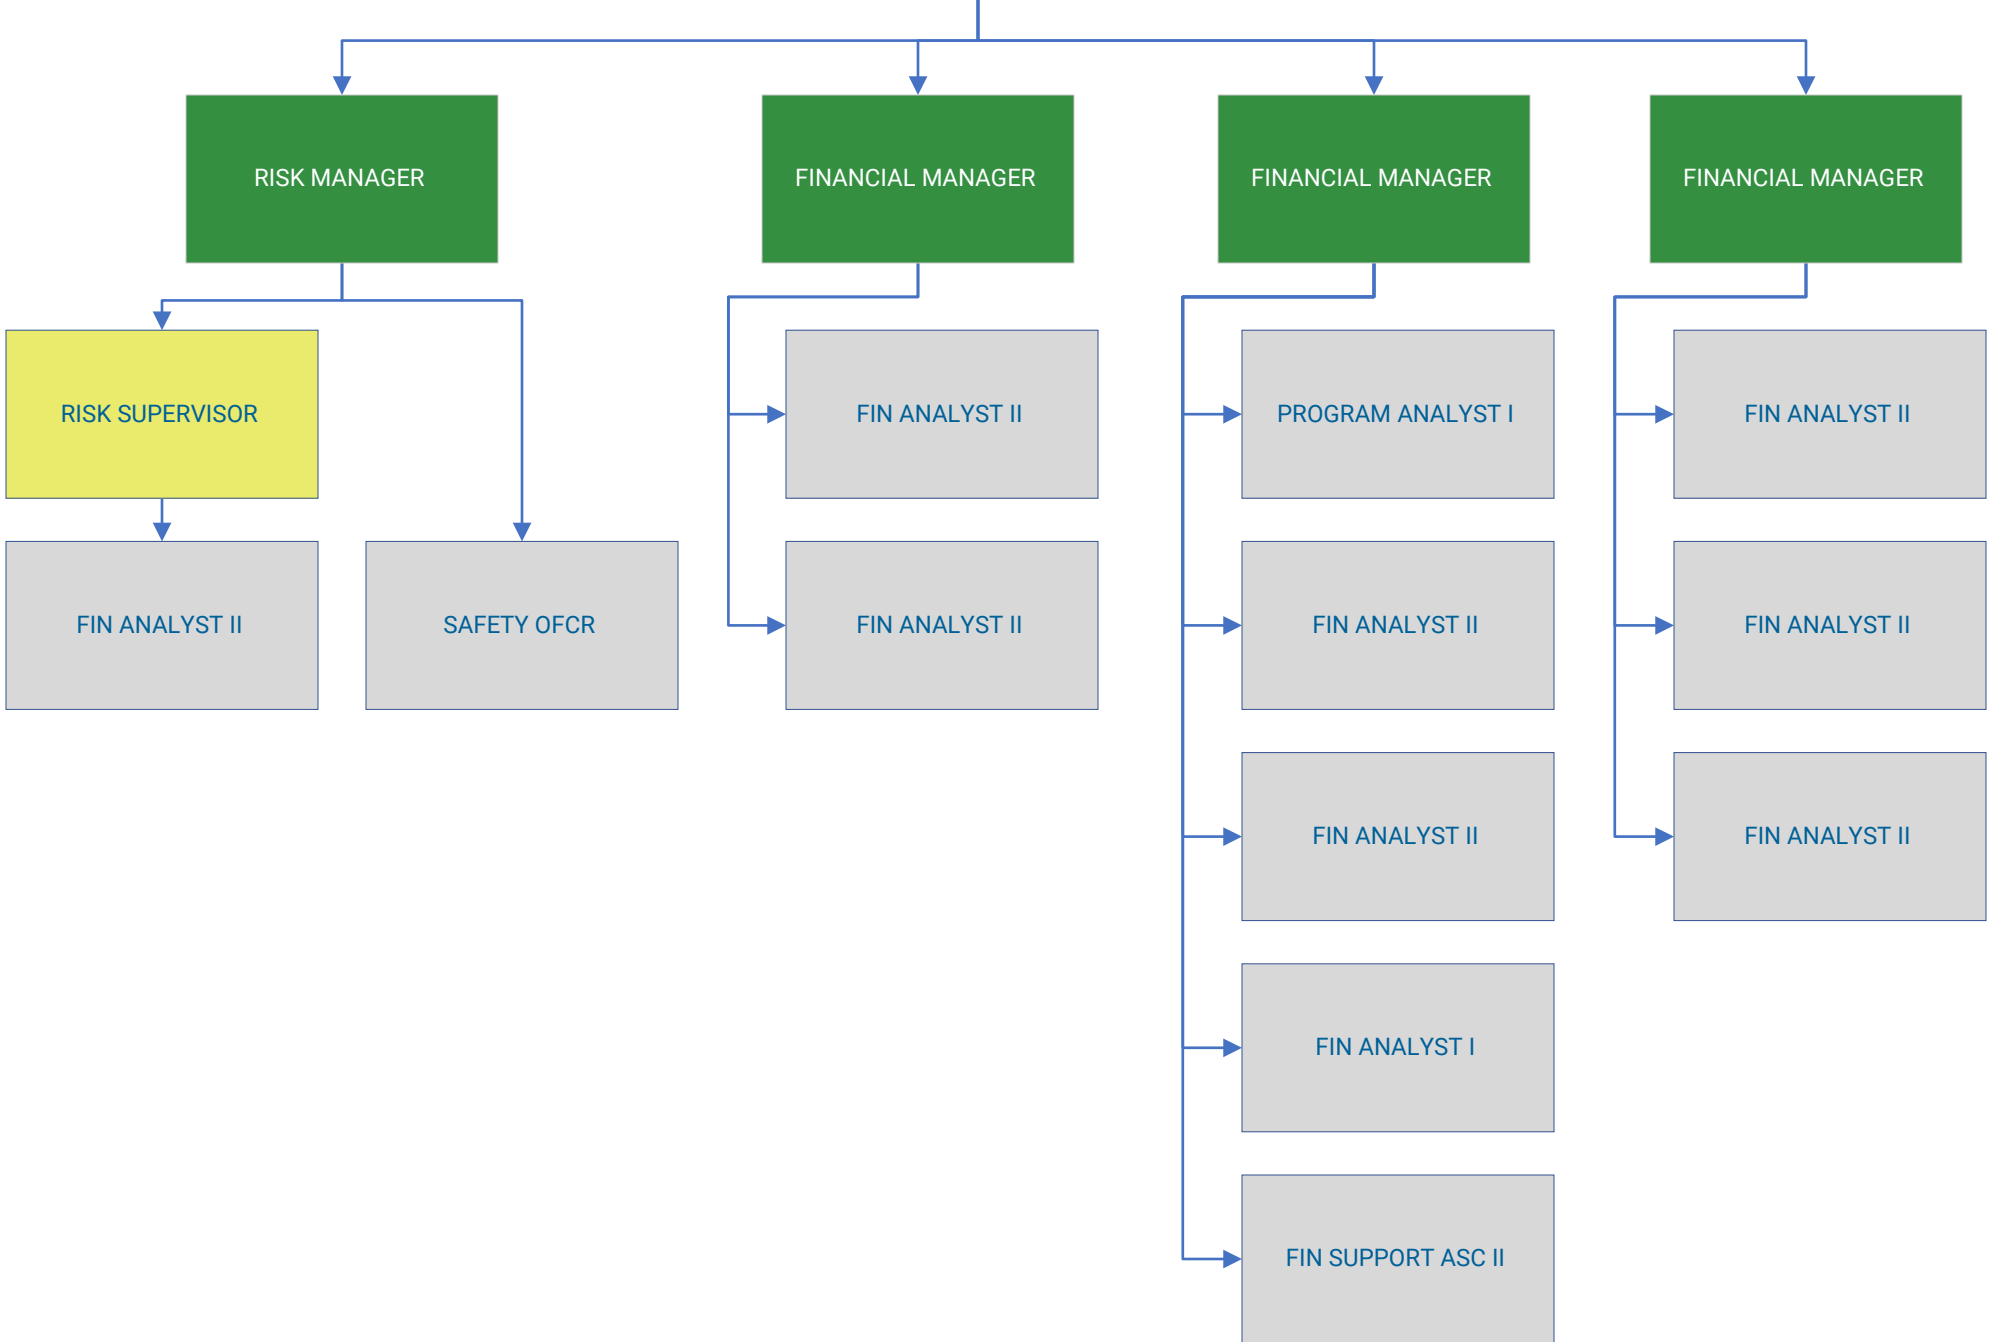 RISK MANAGER
FINANCIAL MANAGER
FINANCIAL MANAGER
FINANCIAL MANAGER
RISK SUPERVISOR
FIN ANALYST II
PROGRAM ANALYST I
FIN ANALYST II
FIN ANALYST II
SAFETY OFCR
FIN ANALYST II
FIN ANALYST II
FIN ANALYST II
FIN ANALYST II
FIN ANALYST II
FIN ANALYST I
FIN SUPPORT ASC II